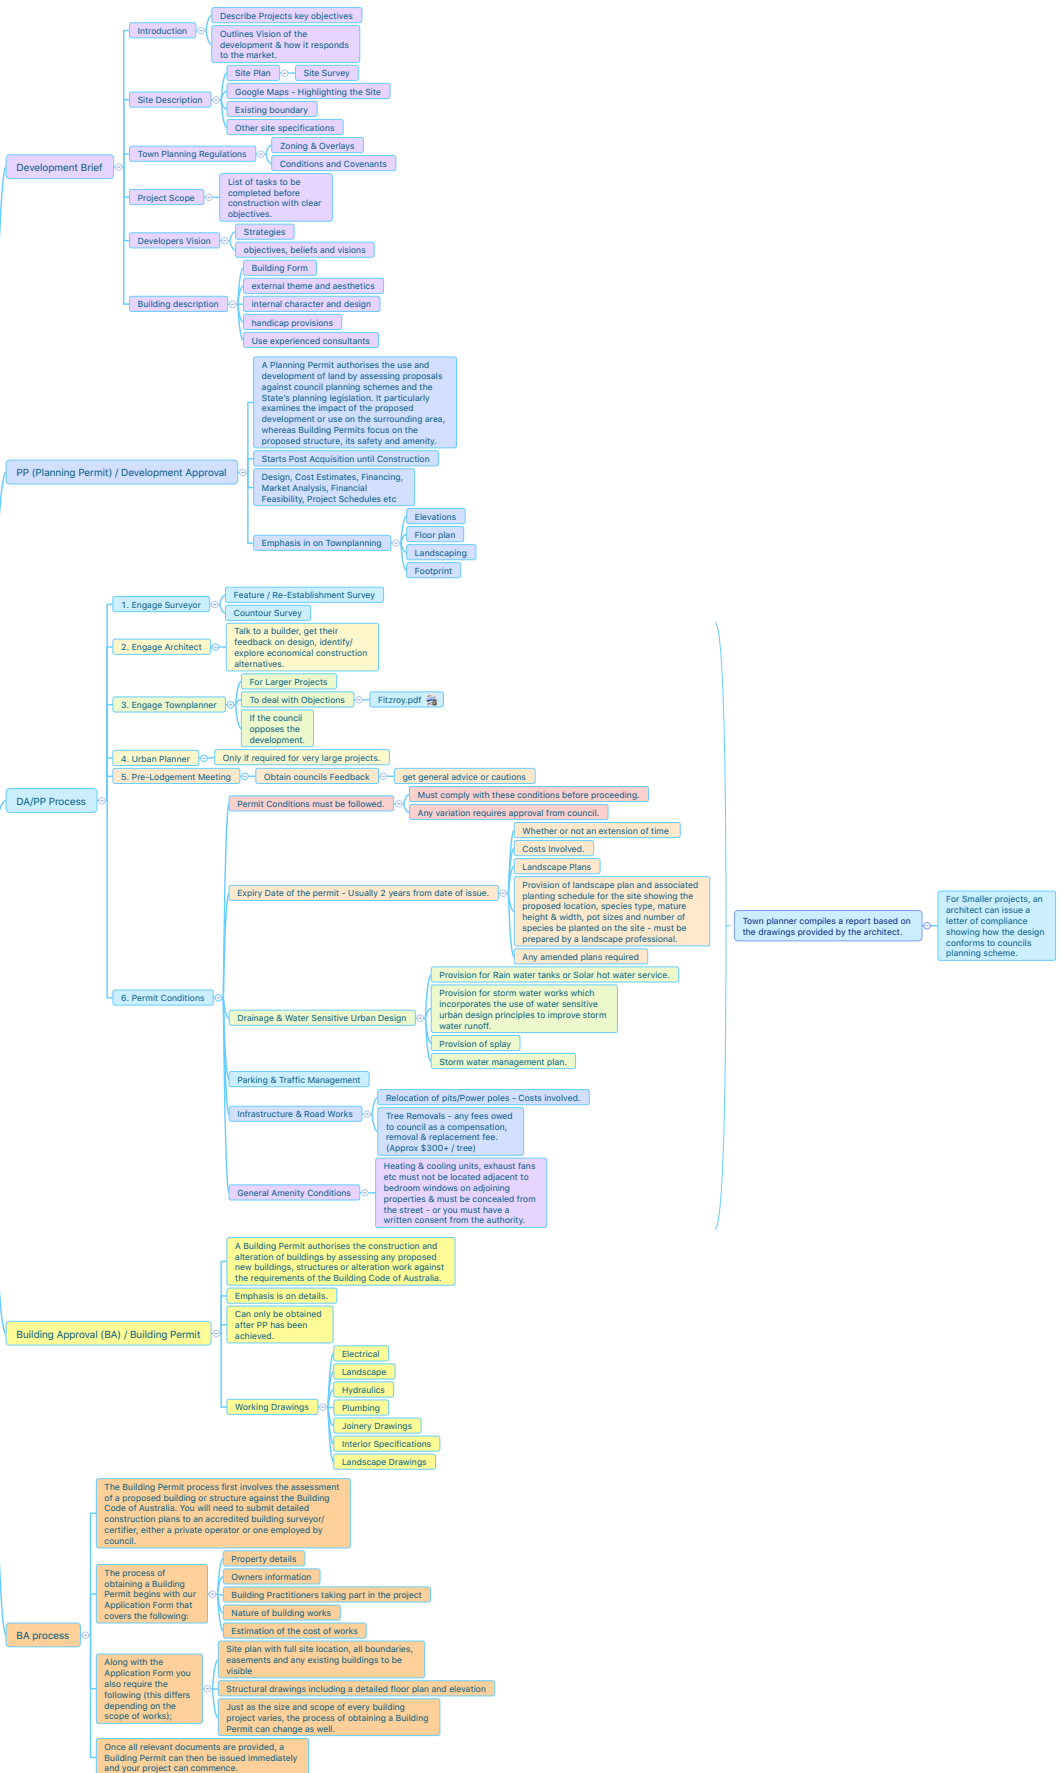 Development Brief
Introduction
Describe Projects key objectives
Outlines Vision of the
development & how it responds
to the market.
Site Description
Site Plan
Site Survey
Google Maps - Highlighting the Site
Existing boundary
Other site specifications
Town Planning Regulations
Zoning & Overlays
Conditions and Covenants
Project Scope
List of tasks to be
completed before
construction with clear
objectives.
Developers Vision
Strategies
objectives, beliefs and visions
Building description
Building Form
external theme and aesthetics
internal character and design
handicap provisions
Use experienced consultants
PP (Planning Permit) / Development Approval
A Planning Permit authorises the use and
development of land by assessing proposals
against council planning schemes and the
State's planning legislation. It particularly
examines the impact of the proposed
development or use on the surrounding area,
whereas Building Permits focus on the
proposed structure, its safety and amenity.
Starts Post Acquisition until Construction
Design, Cost Estimates, Financing,
Market Analysis, Financial
Feasibility, Project Schedules etc
Emphasis in on Townplanning
Elevations
Floor plan
Landscaping
Footprint
DA/PP Process
1. Engage Surveyor
Feature / Re-Establishment Survey
Countour Survey
2. Engage Architect
Talk to a builder, get their
feedback on design, identify/
explore economical construction
alternatives.
3. Engage Townplanner
For Larger Projects
To deal with Objections
Fitzroy.pdf
If the council
opposes the
development.
4. Urban Planner
Only if required for very large projects.
5. Pre-Lodgement Meeting
Obtain councils Feedback
get general advice or cautions
6. Permit Conditions
Permit Conditions must be followed.
Must comply with these conditions before proceeding.
Any variation requires approval from council.
Expiry Date of the permit - Usually 2 years from date of issue.
Whether or not an extension of time
Costs Involved.
Landscape Plans
Provision of landscape plan and associated
planting schedule for the site showing the
proposed location, species type, mature
height & width, pot sizes and number of
species be planted on the site - must be
prepared by a landscape professional.
Any amended plans required
Drainage & Water Sensitive Urban Design
Provision for Rain water tanks or Solar hot water service.
Provision for storm water works which
incorporates the use of water sensitive
urban design principles to improve storm
water runoff.
Provision of splay
Storm water management plan.
Parking & Traffic Management
Infrastructure & Road Works
Relocation of pits/Power poles - Costs involved.
Tree Removals - any fees owed
to council as a compensation,
removal & replacement fee.
(Approx $300+ / tree)
General Amenity Conditions
Heating & cooling units, exhaust fans
etc must not be located adjacent to
bedroom windows on adjoining
properties & must be concealed from
the street - or you must have a
written consent from the authority.
Town planner compiles a report based on
the drawings provided by the architect.
For Smaller projects, an
architect can issue a
letter of compliance
showing how the design
conforms to councils
planning scheme.
Building Approval (BA) / Building Permit
A Building Permit authorises the construction and
alteration of buildings by assessing any proposed
new buildings, structures or alteration work against
the requirements of the Building Code of Australia.
Emphasis is on details.
Can only be obtained
after PP has been
achieved.
Working Drawings
Electrical
Landscape
Hydraulics
Plumbing
Joinery Drawings
Interior Specifications
Landscape Drawings
BA process
The Building Permit process first involves the assessment
of a proposed building or structure against the Building
Code of Australia. You will need to submit detailed
construction plans to an accredited building surveyor/
certifier, either a private operator or one employed by
council.
The process of
obtaining a Building
Permit begins with our
Application Form that
covers the following:
Property details
Owners information
Building Practitioners taking part in the project
Nature of building works
Estimation of the cost of works
Along with the
Application Form you
also require the
following (this differs
depending on the
scope of works);
Site plan with full site location, all boundaries,
easements and any existing buildings to be
visible
Structural drawings including a detailed floor plan and elevation
Just as the size and scope of every building
project varies, the process of obtaining a Building
Permit can change as well.
Once all relevant documents are provided, a
Building Permit can then be issued immediately
and your project can commence.